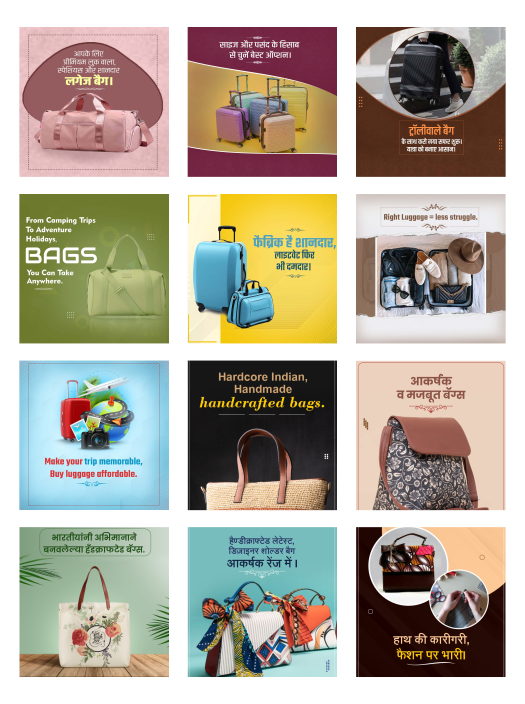 आपके लिए
प्रीमियम लुक वाला,
स्पेशियस और शानदार
लगेज बैग।
साइज और पसंद के हिसाब
से चुनें बेस्ट ऑप्शन।
ट्रॉलीवाले बैग
के साथ करो नया सफर शुरू।
यात्रा को बनाए आसान।
From Camping Trips
To Adventure
Holidays,
BAGS
You Can Take
Anywhere.
फॅब्रिक है शानदार,
लाइटवेट फिर
भी दमदार।
Right Luggage = less struggle.
Make your trip memorable,
Buy luggage affordable.
Hardcore Indian,
Handmade
handcrafted bags.
आकर्षक
व मजबूत बॅग्स
भारतीयांनी अभिमानाने
बनवलेल्या हॅंडक्राफटेड बॅग्स.
हैण्डीक्राफ्टेड लेटेस्ट,
डिजाइनर शोल्डर बैग
आकर्षक रेंज में ।
हाथ की कारीगरी,
फैशन पर भारी।